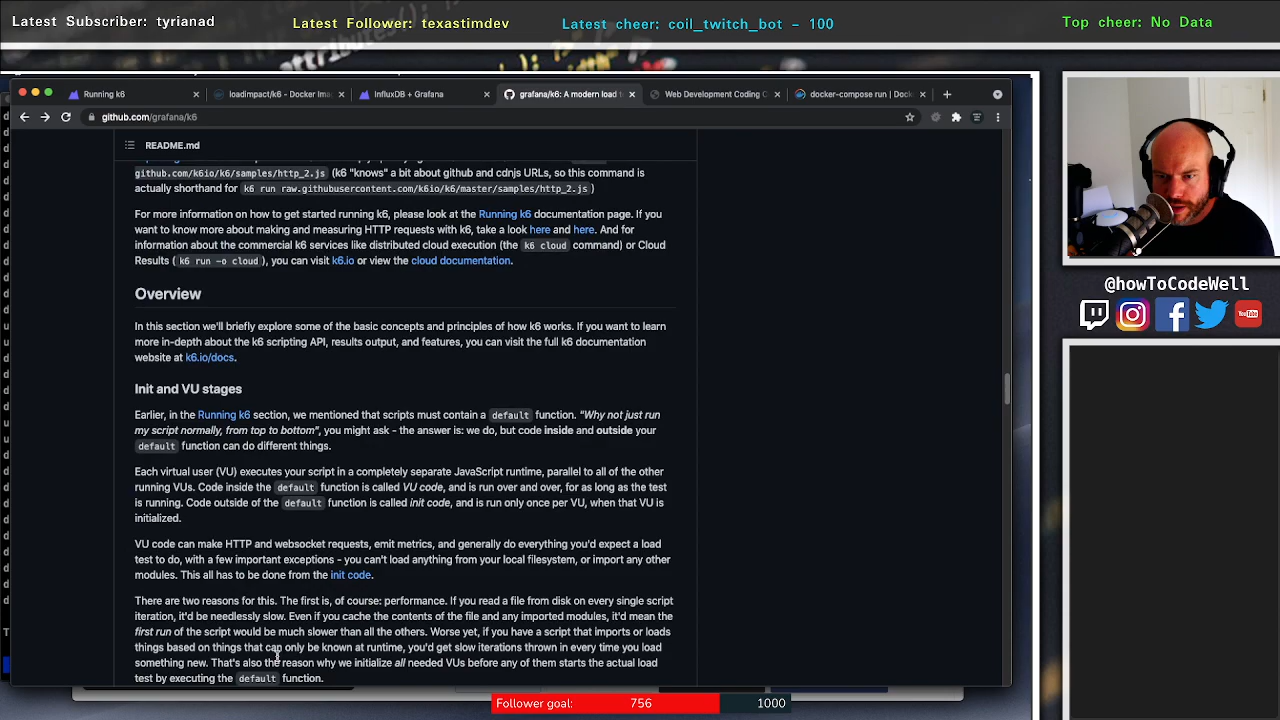 Latest Subscriber: tyrianad
Latest Follower: texastimdev
Latest cheer: coil_twitch_bot - 100
Top cheer: No Data
Running k6
loadimpact/k6 - Docker Ima
InfluxDB + Grafana
grafana/k6: A modern load t
Web Development Coding C
docker-compose run | Dock
github.com/grafana/k6
README.md
github.com/k6io/k6/samples/http_2.js (k6 "knows" a bit about github and cdnjs URLs, so this command is
actually shorthand for k6 run raw.githubusercontent.com/k6io/k6/master/samples/http_2.js)
For more information on how to get started running k6, please look at the Running k6 documentation page. If you
want to know more about making and measuring HTTP requests with k6, take a look here and here. And for
information about the commercial k6 services like distributed cloud execution (the k6 cloud command) or Cloud
Results (k6 run -o cloud), you can visit k6.io or view the cloud documentation.
Overview
In this section we'll briefly explore some of the basic concepts and principles of how k6 works. If you want to learn
more in-depth about the k6 scripting API, results output, and features, you can visit the full k6 documentation
website at k6.io/docs.
Init and VU stages
Earlier, in the Running k6 section, we mentioned that scripts must contain a default function. "Why not just run
my script normally, from top to bottom", you might ask - the answer is: we do, but code inside and outside your
default function can do different things.
Each virtual user (VU) executes your script in a completely separate JavaScript runtime, parallel to all of the other
running VUs. Code inside the default function is called VU code, and is run over and over, for as long as the test
is running. Code outside of the default function is called init code, and is run only once per VU, when that VU is
initialized.
VU code can make HTTP and websocket requests, emit metrics, and generally do everything you'd expect a load
test to do, with a few important exceptions - you can't load anything from your local filesystem, or import any other
modules. This all has to be done from the init code.
There are two reasons for this. The first is, of course: performance. If you read a file from disk on every single script
iteration, it'd be needlessly slow. Even if you cache the contents of the file and any imported modules, it'd mean the
first run of the script would be much slower than all the others. Worse yet, if you have a script that imports or loads
things based on things that can only be known at runtime, you'd get slow iterations thrown in every time you load
something new. That's also the reason why we initialize all needed VUs before any of them starts the actual load
test by executing the default function.
@howToCodeWell
Follower goal: 756 1000